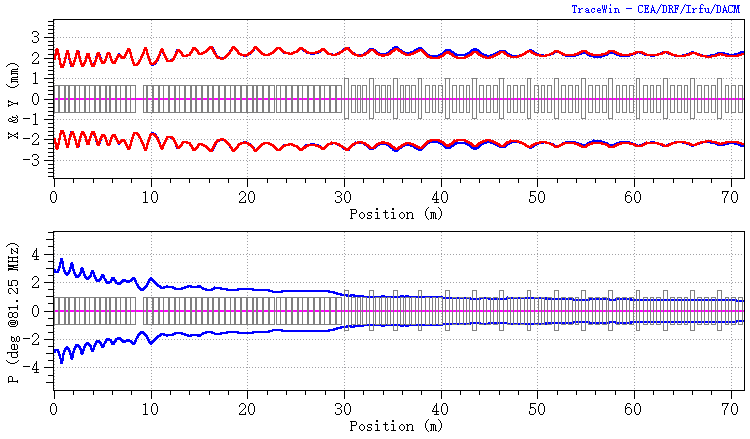 TraceWin - CEA/DRF/Irfu/DACM
X & Y (mm)
3
2
1
0
-1
-2
-3
0 10 20 30 40 50 60 70
Position (m)
P (deg @81.25 MHz)
4
2
0
-2
-4
0 10 20 30 40 50 60 70
Position (m)